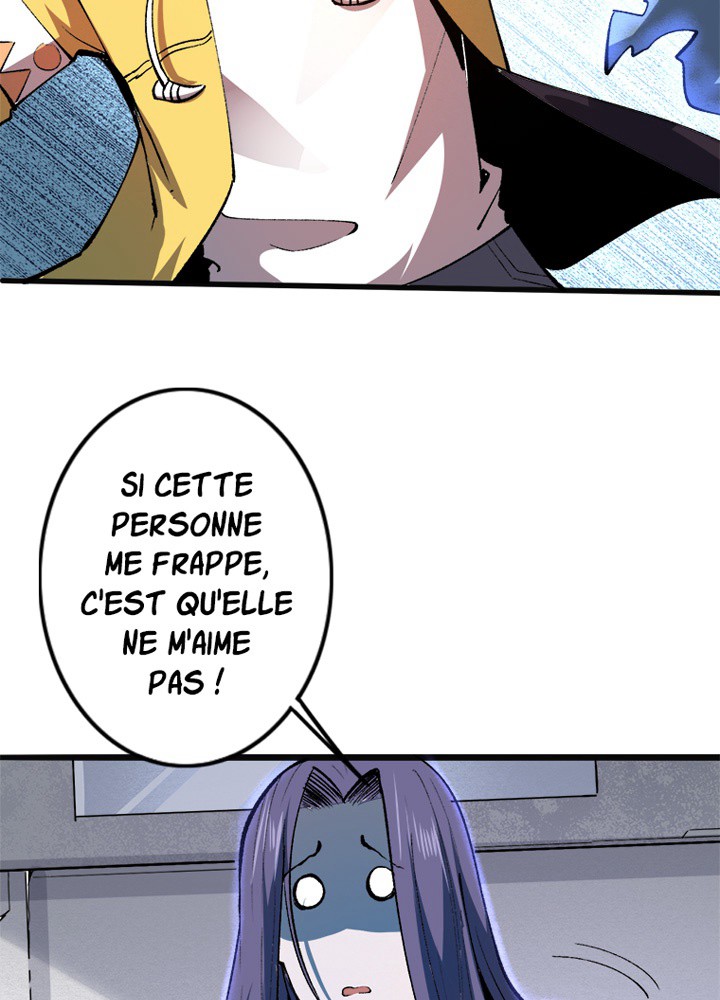 SI CETTE
PERSONNE
ME FRAPPE,
C'EST QU'ELLE
NE M'AIME
PAS !